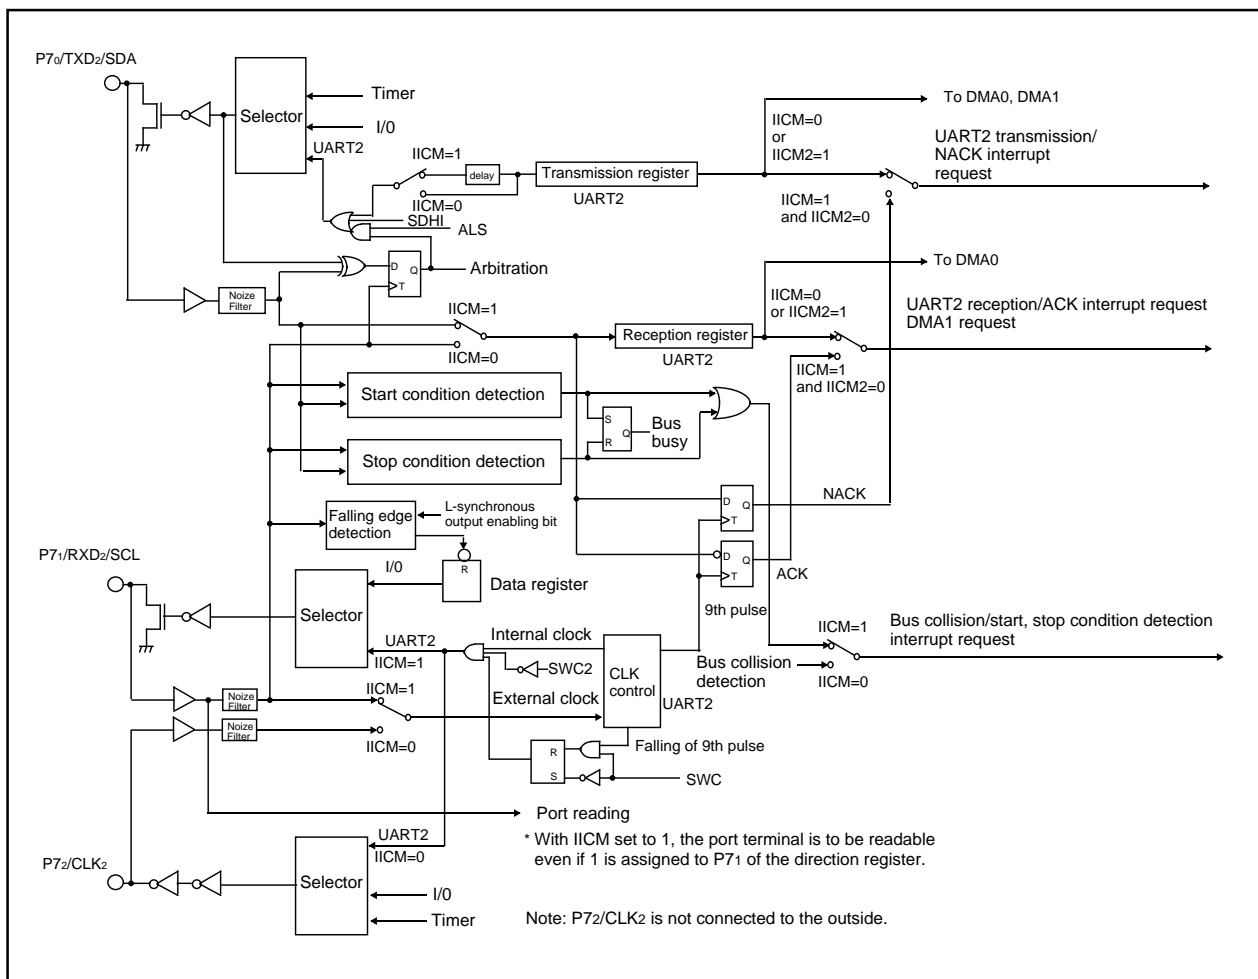 P70/TXD2/SDA
Selector
Timer
I/0
UART2
IICM=1
delay
IICM=0
SDHI
ALS
Transmission register
UART2
To DMA0, DMA1
IICM=0
or
IICM2=1
UART2 transmission/
NACK interrupt
request
IICM=1
and IICM2=0
D
Q
T
Arbitration
Noize
Filter
To DMA0
IICM=1
IICM=0
Reception register
UART2
IICM=0
or IICM2=1
UART2 reception/ACK interrupt request
DMA1 request
IICM=1
and IICM2=0
Start condition detection
S
R
Q
Bus
busy
Stop condition detection
Falling edge
detection
L-synchronous
output enabling bit
D
Q
T
NACK
D
Q
T
ACK
9th pulse
P71/RXD2/SCL
I/0
R
Data register
Selector
UART2
IICM=1
Internal clock
SWC2
CLK
control
UART2
External clock
Bus collision
detection
IICM=1
IICM=0
Bus collision/start, stop condition detection
interrupt request
Noize
Filter
IICM=1
Noize
Filter
IICM=0
R
S
Falling of 9th pulse
SWC
Port reading
* With IICM set to 1, the port terminal is to be readable
even if 1 is assigned to P71 of the direction register.
P72/CLK2
Selector
UART2
IICM=0
I/0
Timer
Note: P72/CLK2 is not connected to the outside.